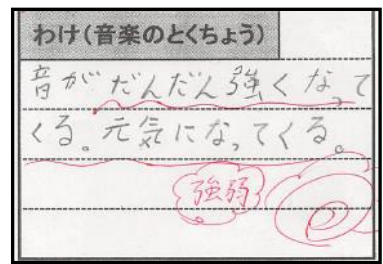 わけ(音楽のとくちょう)
音がだんだん強くなって
くる。元気になってくる。
強弱